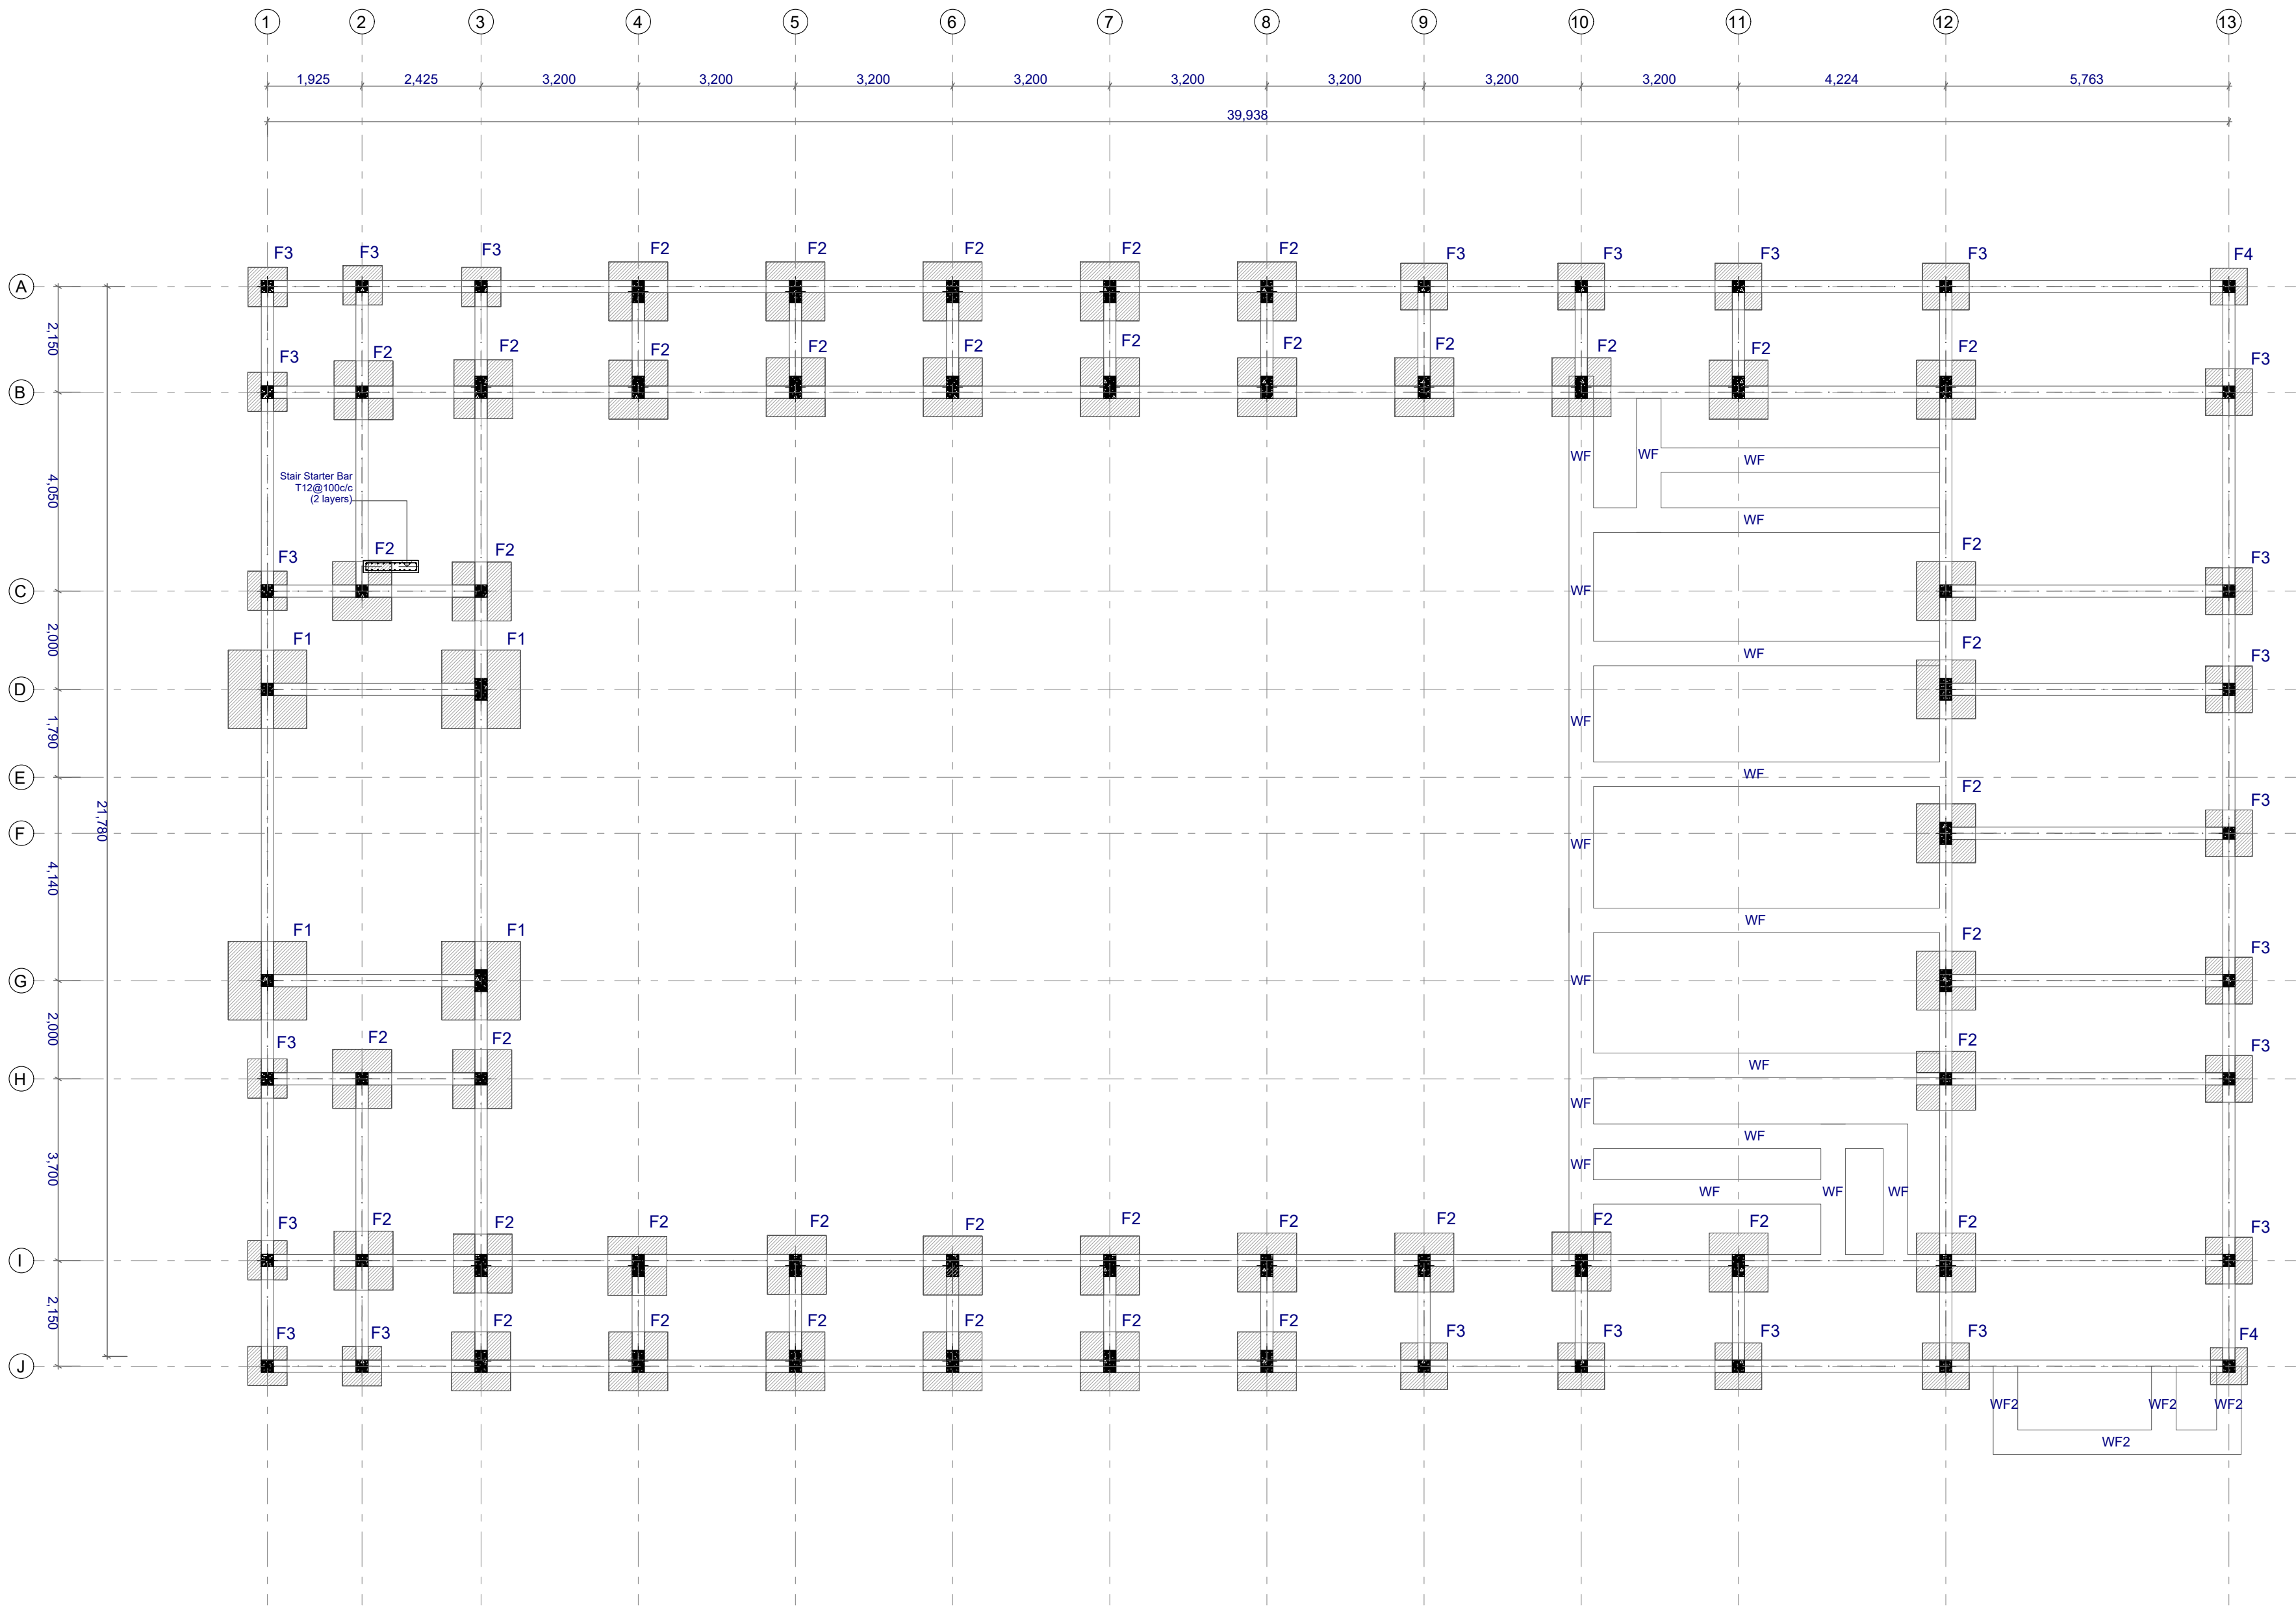 1 2 3 4 5 6 7 8 9 10 11 12 13
1,925 2,425 3,200 3,200 3,200 3,200 3,200 3,200 3,200 3,200 4,224 5,763
39,938
F3 F3 F3 F2 F2 F2 F2 F2 F3 F3 F3 F3 F4
A
2,150
F3 F2 F2 F2 F2 F2 F2 F2 F2 F2 F2 F2 F3
B
WF WF WF
4,050
Stair Starter Bar
T12@100c/c
(2 layers)
WF
F3 F2 F2 F2 F3
C
WF
2,000
F1 F1 WF F2 F3
D
1,790
WF
WF
E
21,780
F2 F3
F
WF
4,140
WF
F1 F1 F2 F3
G
WF
2,000
F3 F2 F2 F2 F3
WF
H
WF
WF
3,700
WF
WF WF WF
F3 F2 F2 F2 F2 F2 F2 F2 F2 F2 F2 F2 F3
I
2,150
F3 F3 F2 F2 F2 F2 F2 F2 F3 F3 F3 F3 F4
J
WF2 WF2 WF2
WF2